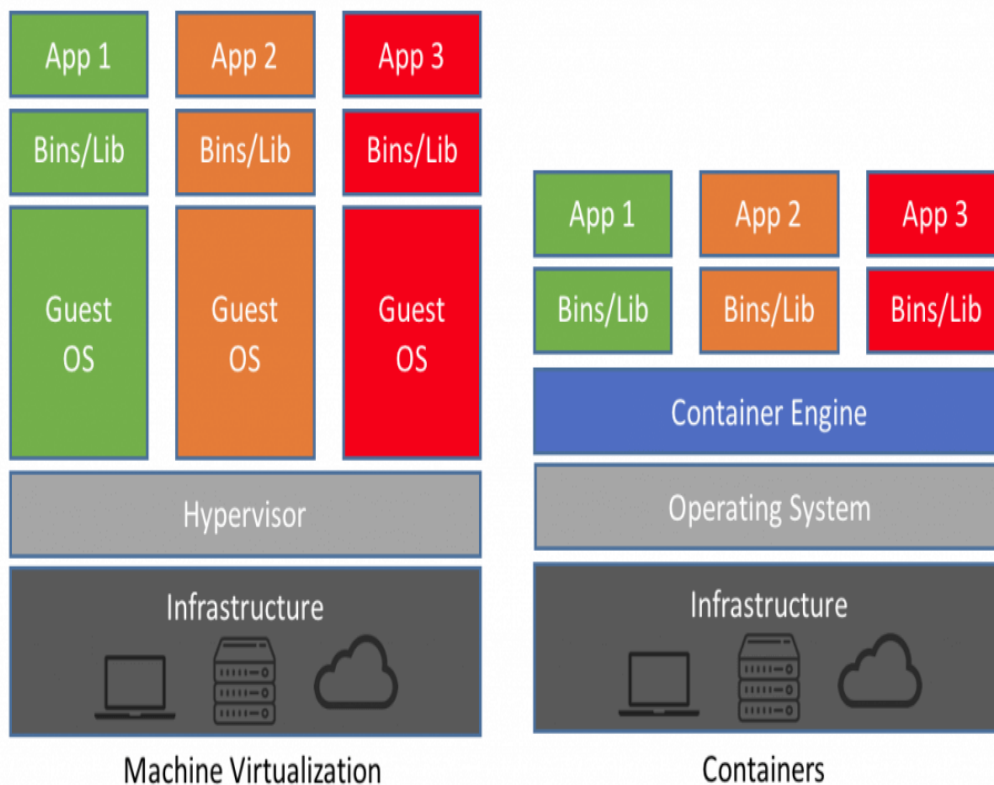 App 1
App 2
App 3
Bins/Lib
Bins/Lib
Bins/Lib
Guest
OS
Guest
OS
Guest
OS
Hypervisor
Infrastructure
Machine Virtualization
App 1
App 2
App 3
Bins/Lib
Bins/Lib
Bins/Lib
Container Engine
Operating System
Infrastructure
Containers